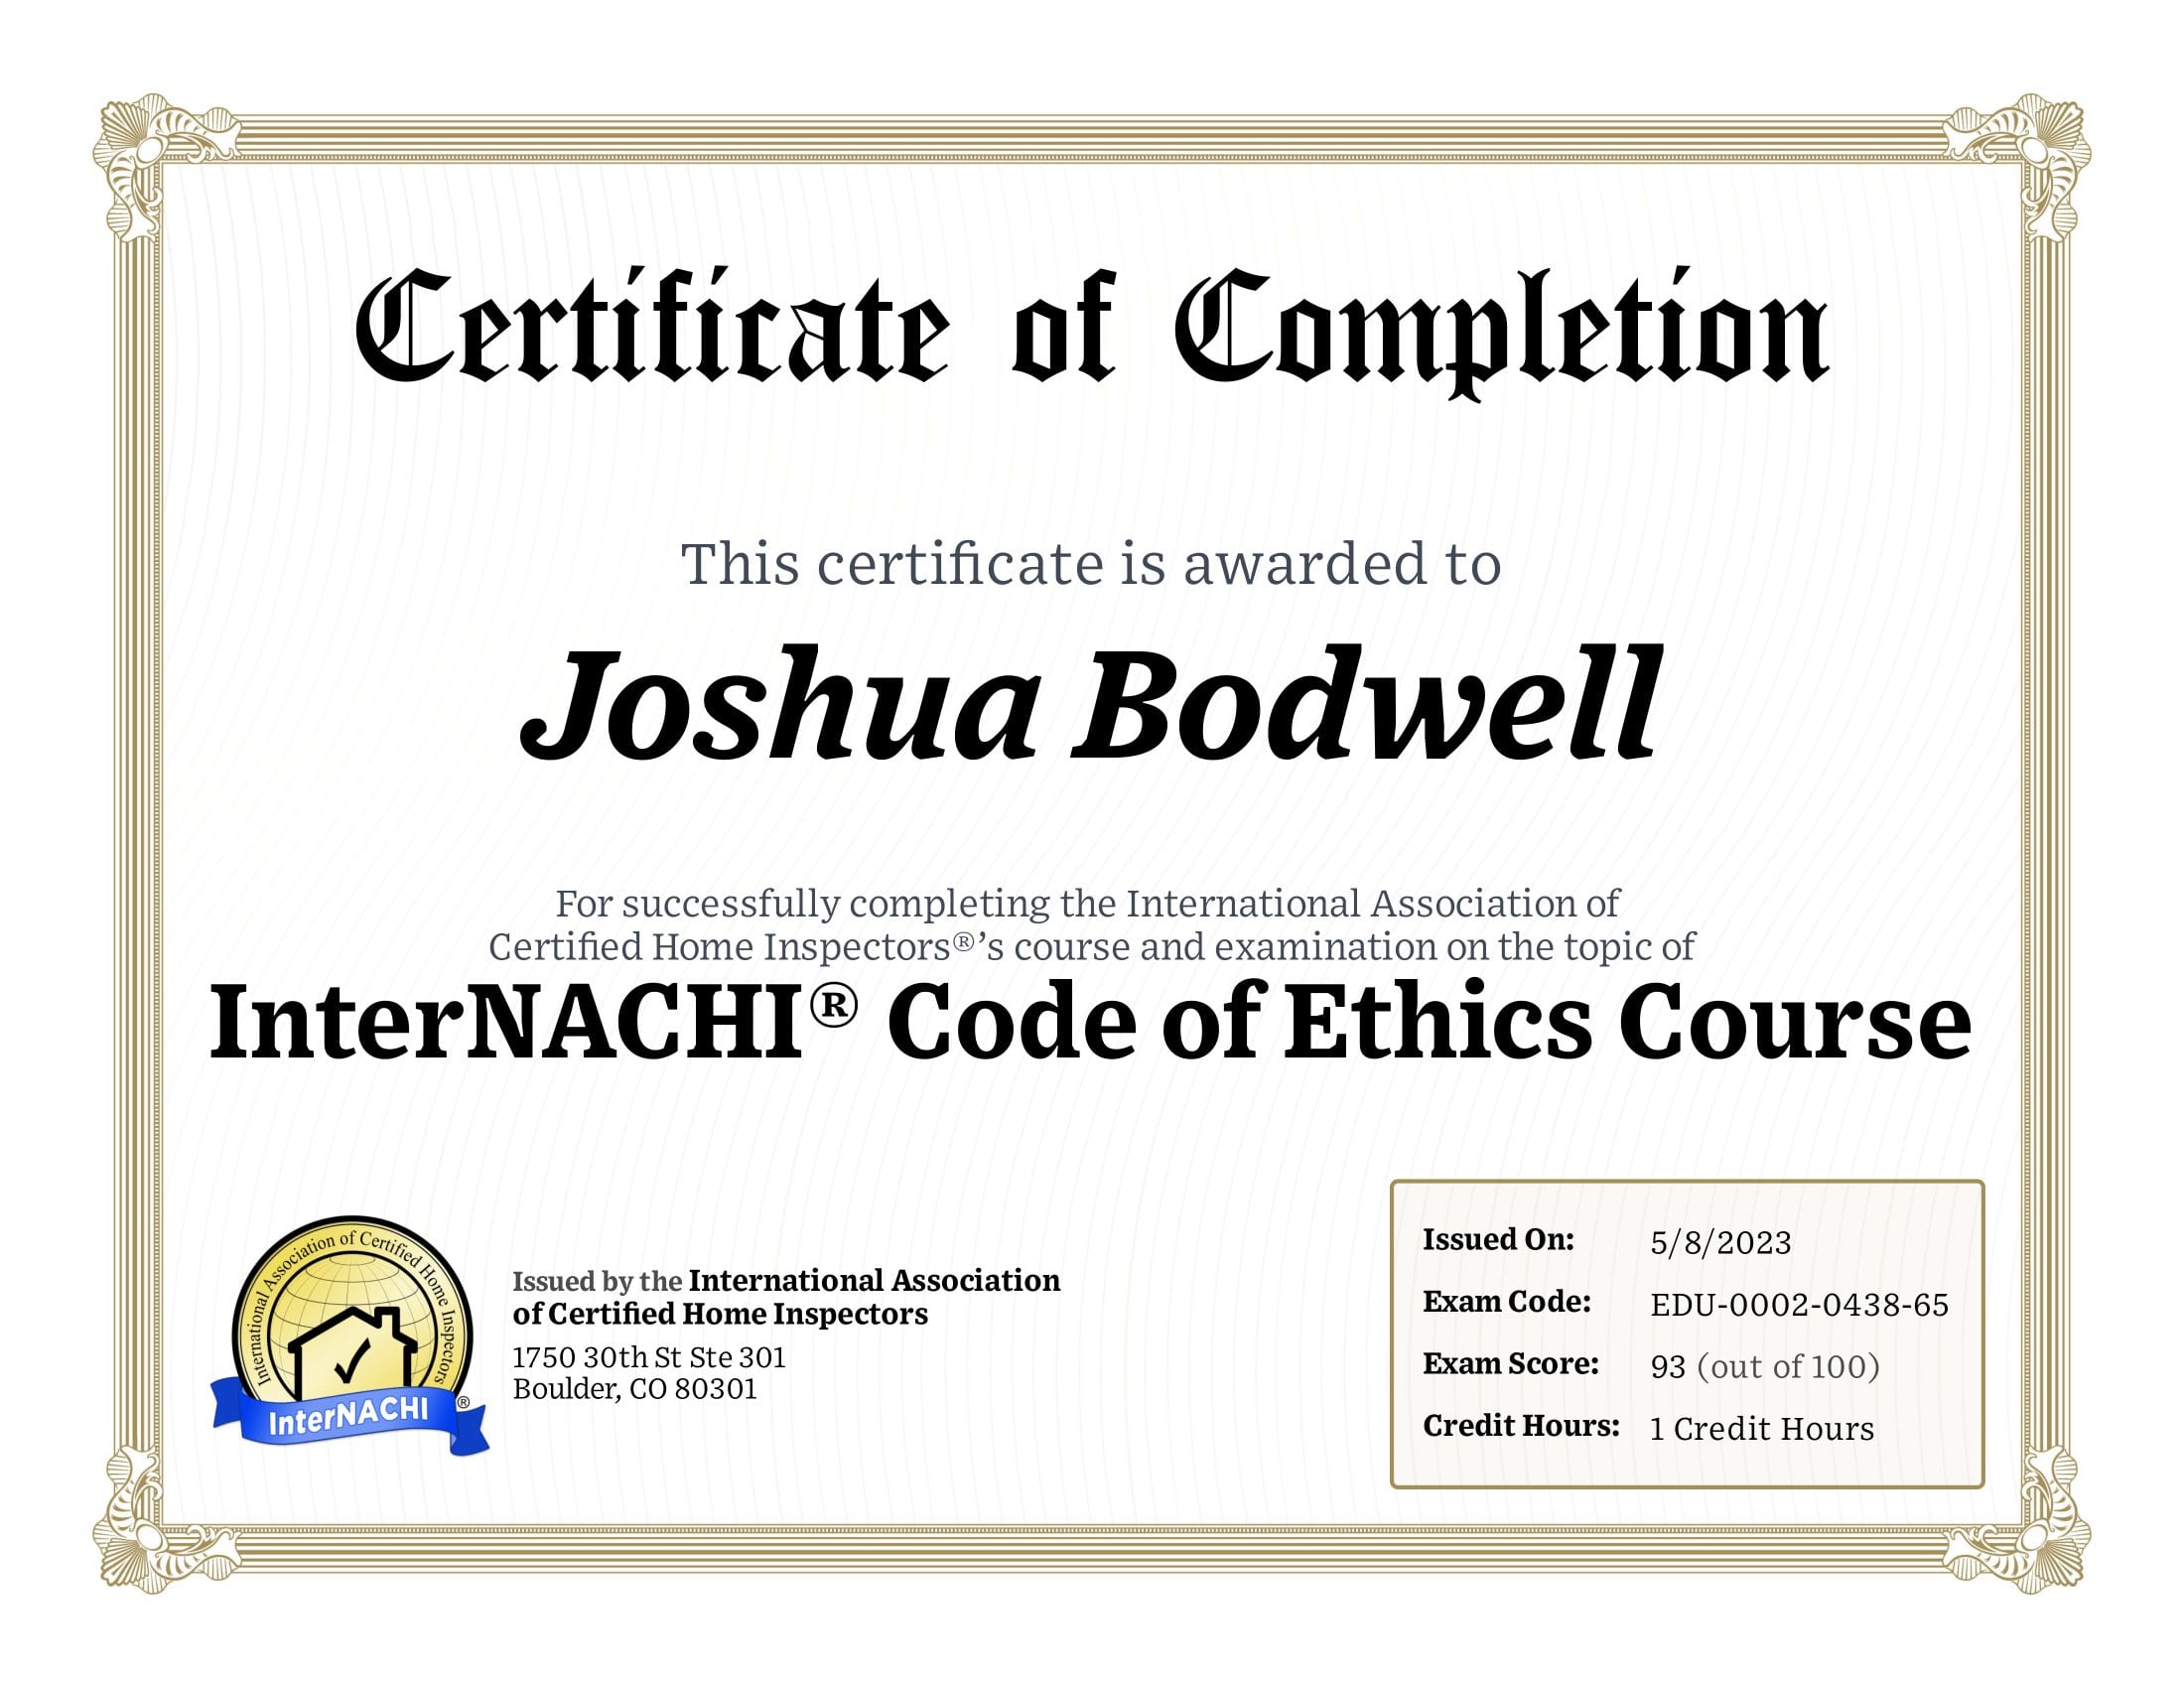 Certificate of Completion
This certificate is awarded to
Joshua Bodwell
For successfully completing the International Association of
Certified Home Inspectors®’s course and examination on the topic of
InterNACHI® Code of Ethics Course
International Association of Certified Home Inspectors
InterNACHI ®
Issued by the International Association
of Certified Home Inspectors
1750 30th St Ste 301
Boulder, CO 80301
Issued On: 5/8/2023
Exam Code: EDU-0002-0438-65
Exam Score: 93 (out of 100)
Credit Hours: 1 Credit Hours